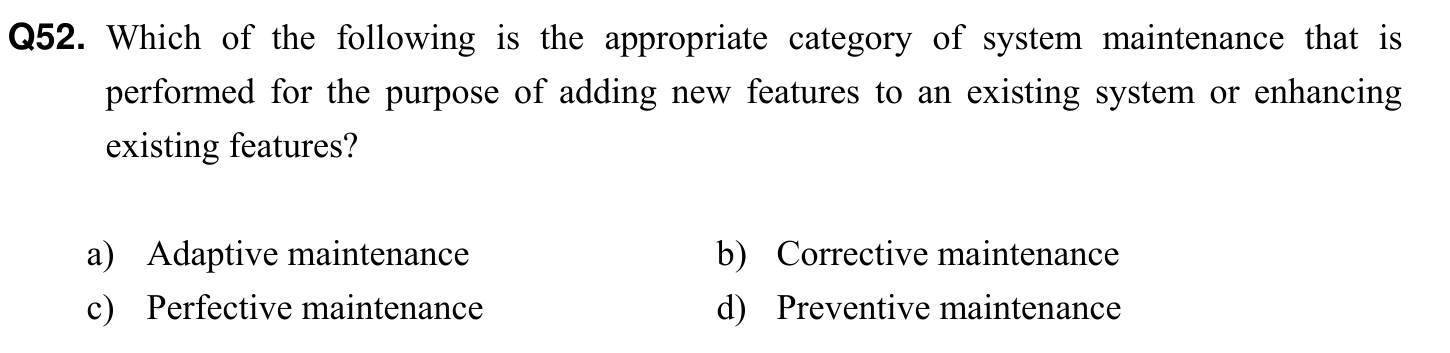 Q52. Which of the following is the appropriate category of system maintenance that is
performed for the purpose of adding new features to an existing system or enhancing
existing features?
a) Adaptive maintenance b) Corrective maintenance
c) Perfective maintenance d) Preventive maintenance